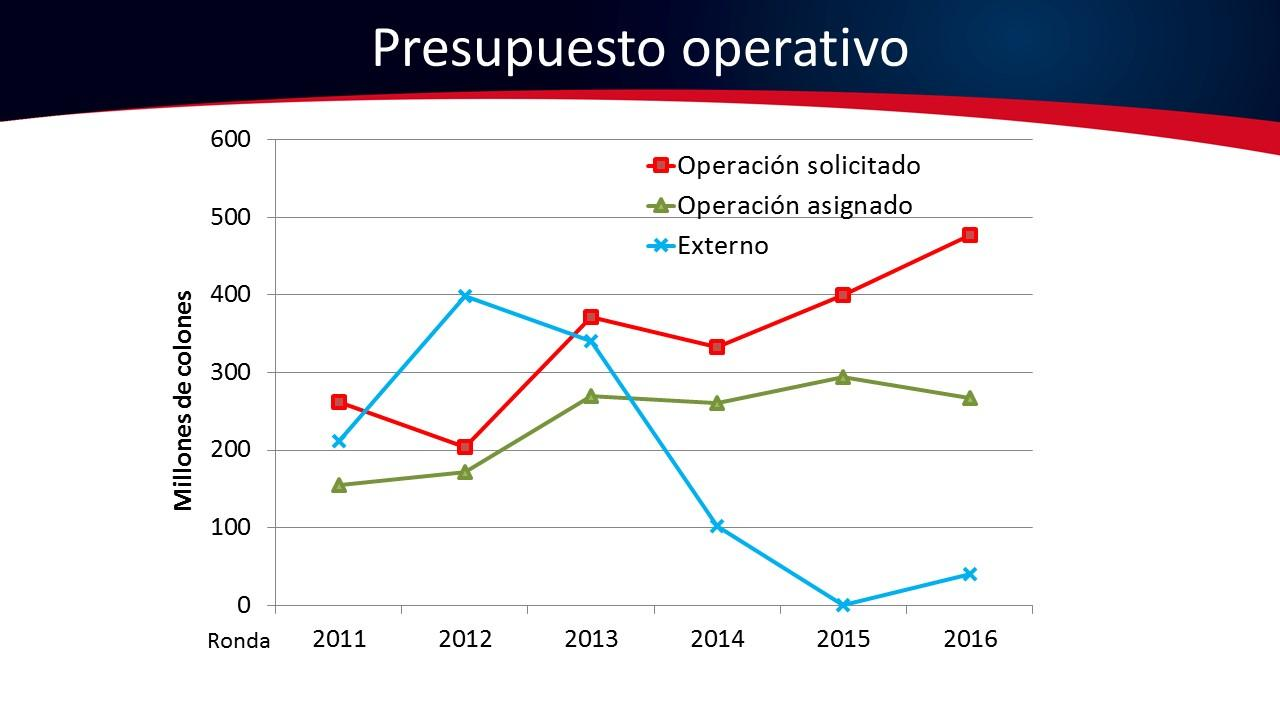 Presupuesto operativo
600
500
400
300
200
100
0
Millones de colones
Operación solicitado
Operación asignado
Externo
Ronda 2011 2012 2013 2014 2015 2016